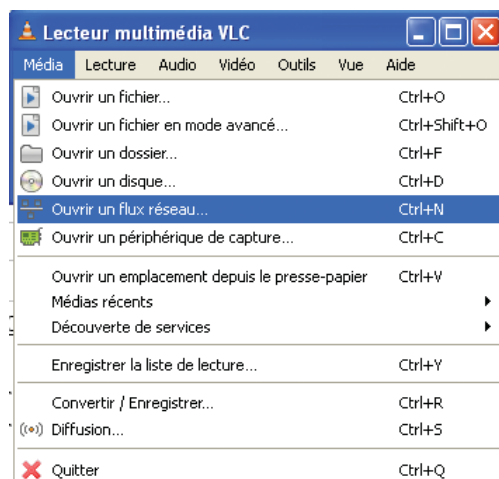 Lecteur multimédia VLC
Média Lecture Audio Vidéo Outils Vue Aide
Ouvrir un fichier... Ctrl+O
Ouvrir un fichier en mode avancé... Ctrl+Shift+O
Ouvrir un dossier... Ctrl+F
Ouvrir un disque... Ctrl+D
Ouvrir un flux réseau... Ctrl+N
Ouvrir un périphérique de capture... Ctrl+C
Ouvrir un emplacement depuis le presse-papier Ctrl+V
Médias récents
Découverte de services
Enregistrer la liste de lecture... Ctrl+Y
Convertir / Enregistrer... Ctrl+R
Diffusion... Ctrl+S
Quitter Ctrl+Q